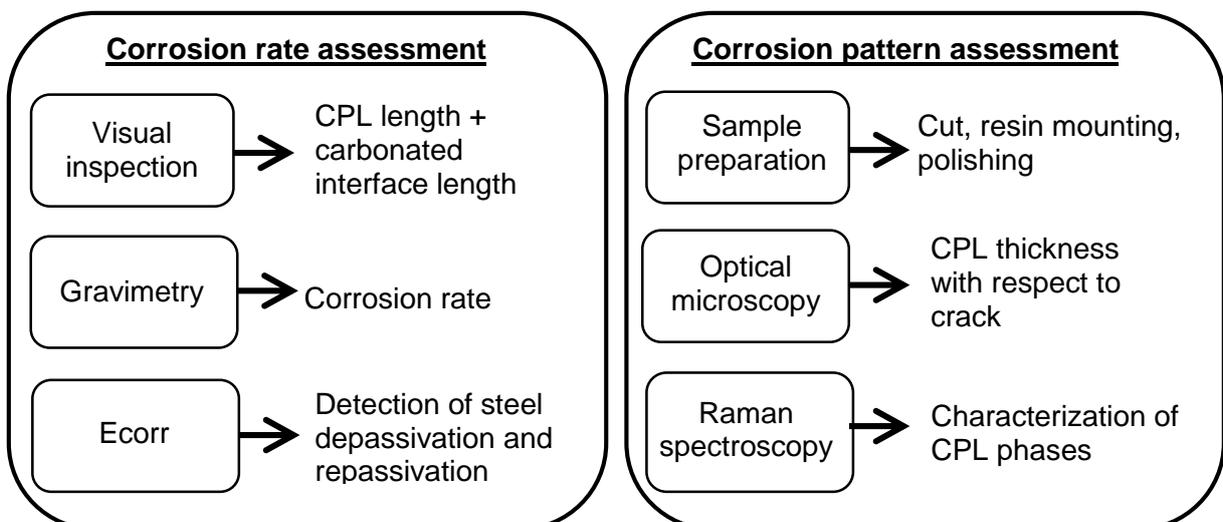 Corrosion rate assessment
Visual
inspection
CPL length +
carbonated
interface length
Gravimetry
Corrosion rate
Ecorr
Detection of steel
depassivation and
repassivation
Corrosion pattern assessment
Sample
preparation
Cut, resin mounting,
polishing
Optical
microscopy
CPL thickness
with respect to
crack
Raman
spectroscopy
Characterization of
CPL phases